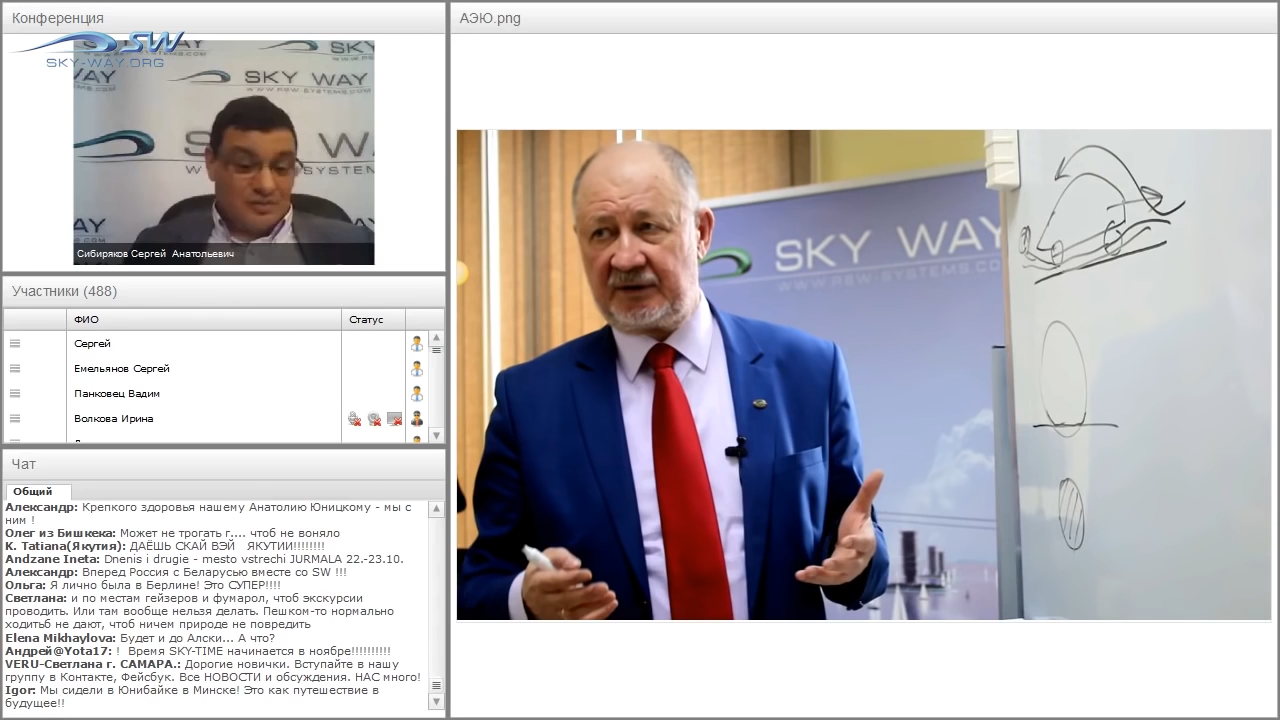 Конференция
SW
SKY-WAY.ORG
SKY WAY
SKY WAY
WAY
WAY
Сибиряков Сергей Анатольевич
Участники (488)
ФИО
Статус
Сергей
Емельянов Сергей
Панковец Вадим
Волкова Ирина
Чат
Общий
Александр: Крепкого здоровья нашему Анатолию Юницкому - мы с
ним !
Олег из Бишкека: Может не трогать г.... чтоб не воняло
K. Tatiana(Якутия): ДАЁШЬ СКАЙ ВЭЙ ЯКУТИИ!!!!!!!!
Andzane Ineta: Dnenis i drugie - mesto vstrechi JURMALA 22.-23.10.
Александр: Вперед Россия с Беларусью вместе со SW !!!
Ольга: Я лично была в Берлине! Это СУПЕР!!!!
Светлана: и по местам гейзеров и фумарол, чтоб экскурсии
проводить. Или там вообще нельзя делать. Пешком-то нормально
ходитьб не дают, чтоб ничем природе не повредить
Elena Mikhaylova: Будет и до Алски... А что?
Андрей@Yota17: ! Время SKY-TIME начинается в ноябре!!!!!!!!!!
VERU-Светлана г. САМАРА.: Дорогие новички. Вступайте в нашу
группу в Контакте, Фейсбук. Все НОВОСТИ и обсуждения. НАС много!
Igor: Мы сидели в Юнибайке в Минске! Это как путешествие в
будущее!!
АЭЮ.png
SKY WAY
WWW.RSW-SYSTEMS.CO